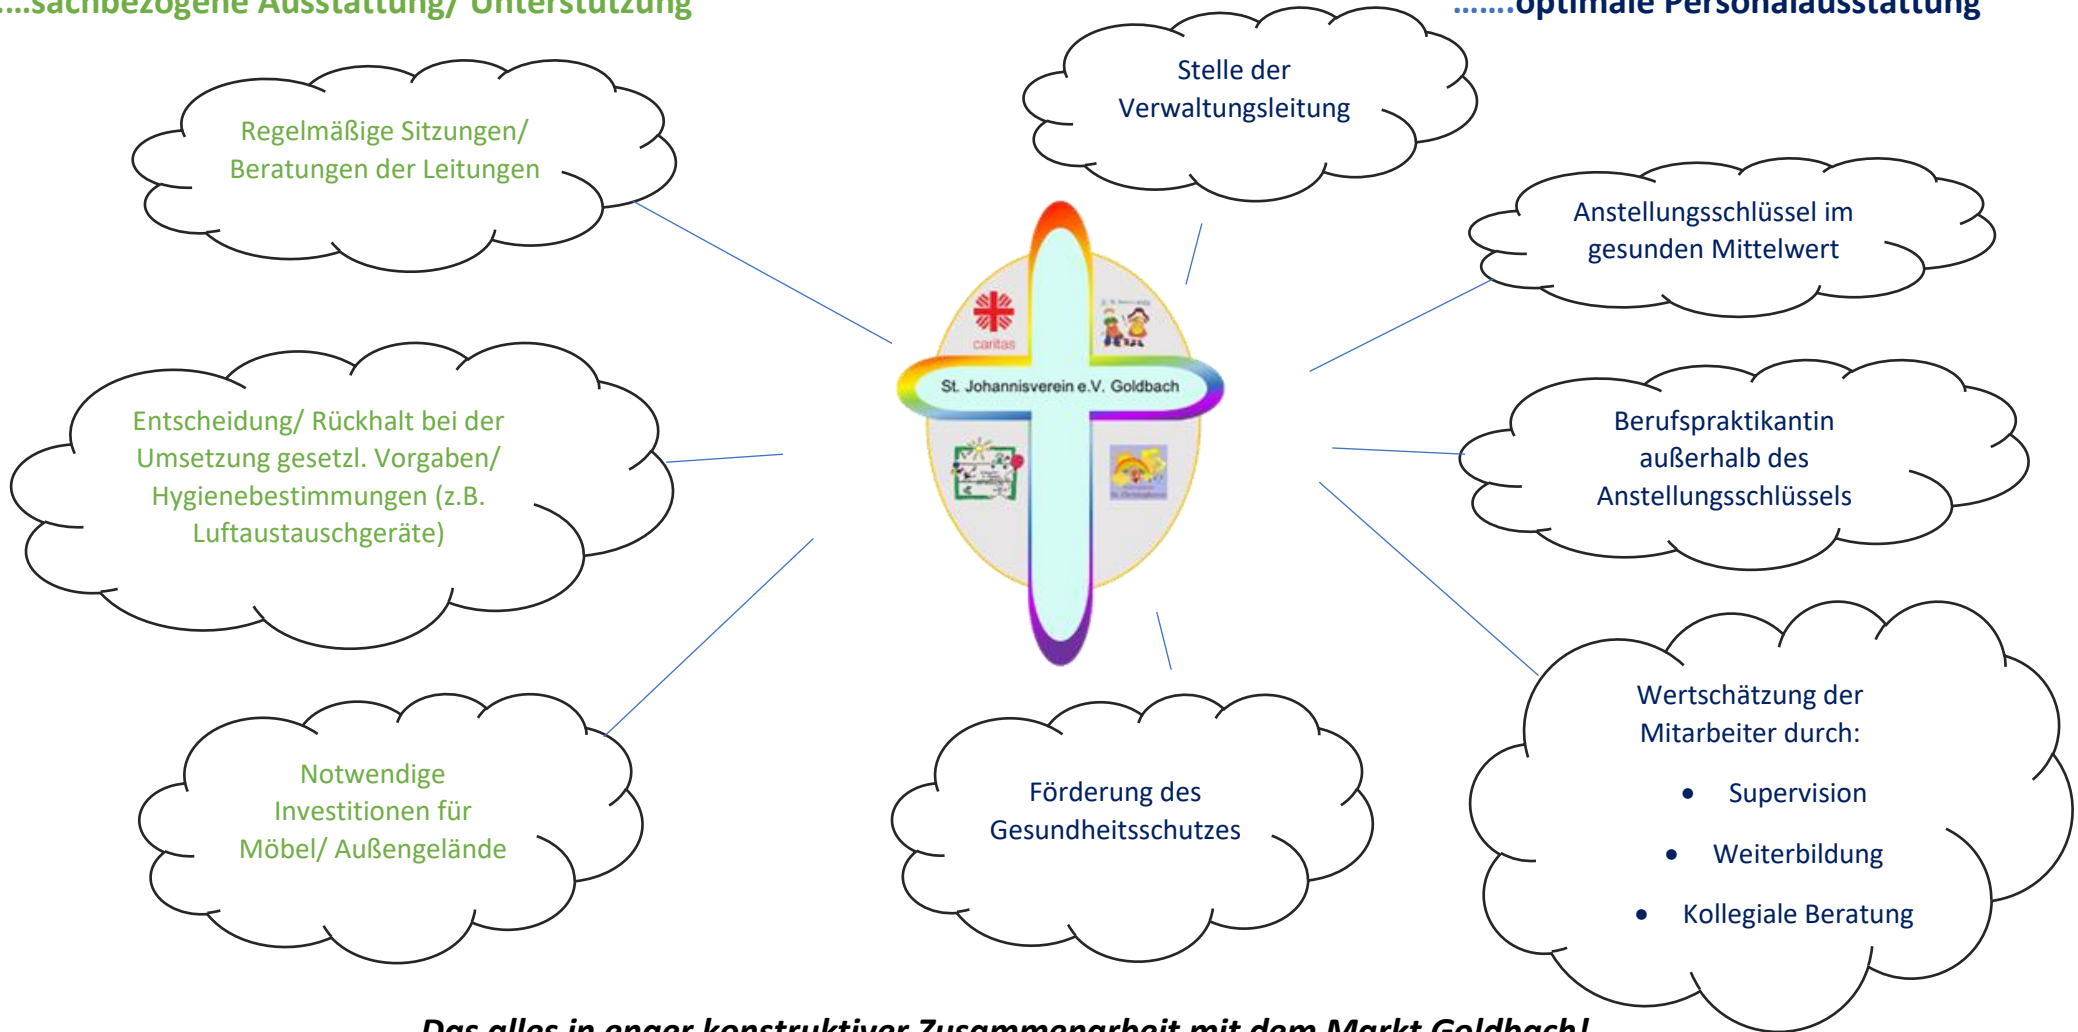 ....sachbezogene Ausstattung/ Unterstützung
.......optimale Personalausstattung
Stelle der
Verwaltungsleitung
Regelmäßige Sitzungen/
Beratungen der Leitungen
Anstellungsschlüssel im
gesunden Mittelwert
caritas
St. Johannisverein e.V. Goldbach
Entscheidung/ Rückhalt bei der
Umsetzung gesetzl. Vorgaben/
Hygienebestimmungen (z.B.
Luftaustauschgeräte)
Berufspraktikantin
außerhalb des
Anstellungsschlüssels
Notwendige
Investitionen für
Möbel/ Außengelände
Förderung des
Gesundheitsschutzes
Wertschätzung der
Mitarbeiter durch:
• Supervision
• Weiterbildung
• Kollegiale Beratung
Das alles in enger konstruktiver Zusammenarbeit mit dem Markt Goldbach!